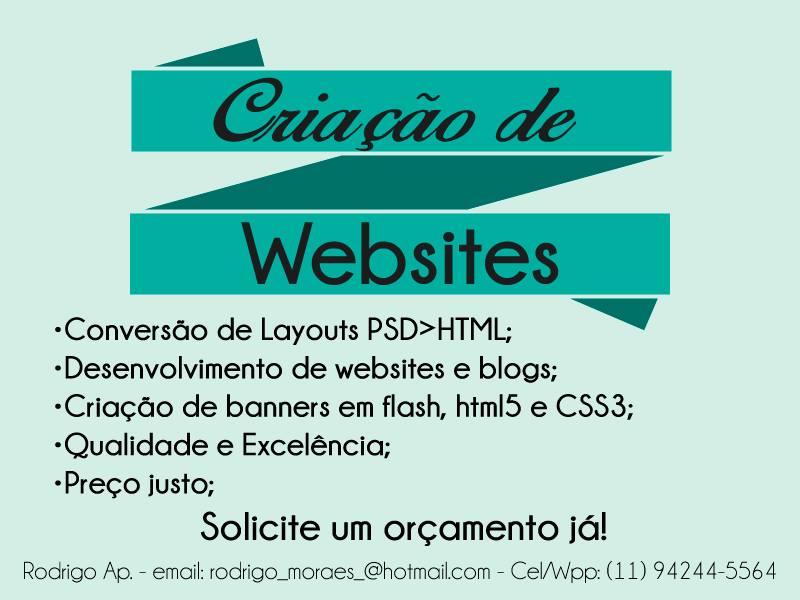 Criação de
Websites
•Conversão de Layouts PSD>HTML;
•Desenvolvimento de websites e blogs;
•Criação de banners em flash, html5 e CSS3;
•Qualidade e Excelência;
•Preço justo;
Solicite um orçamento já!
Rodrigo Ap. - email: rodrigo_moraes_@hotmail.com - Cel/Wpp: (11) 94244-5564